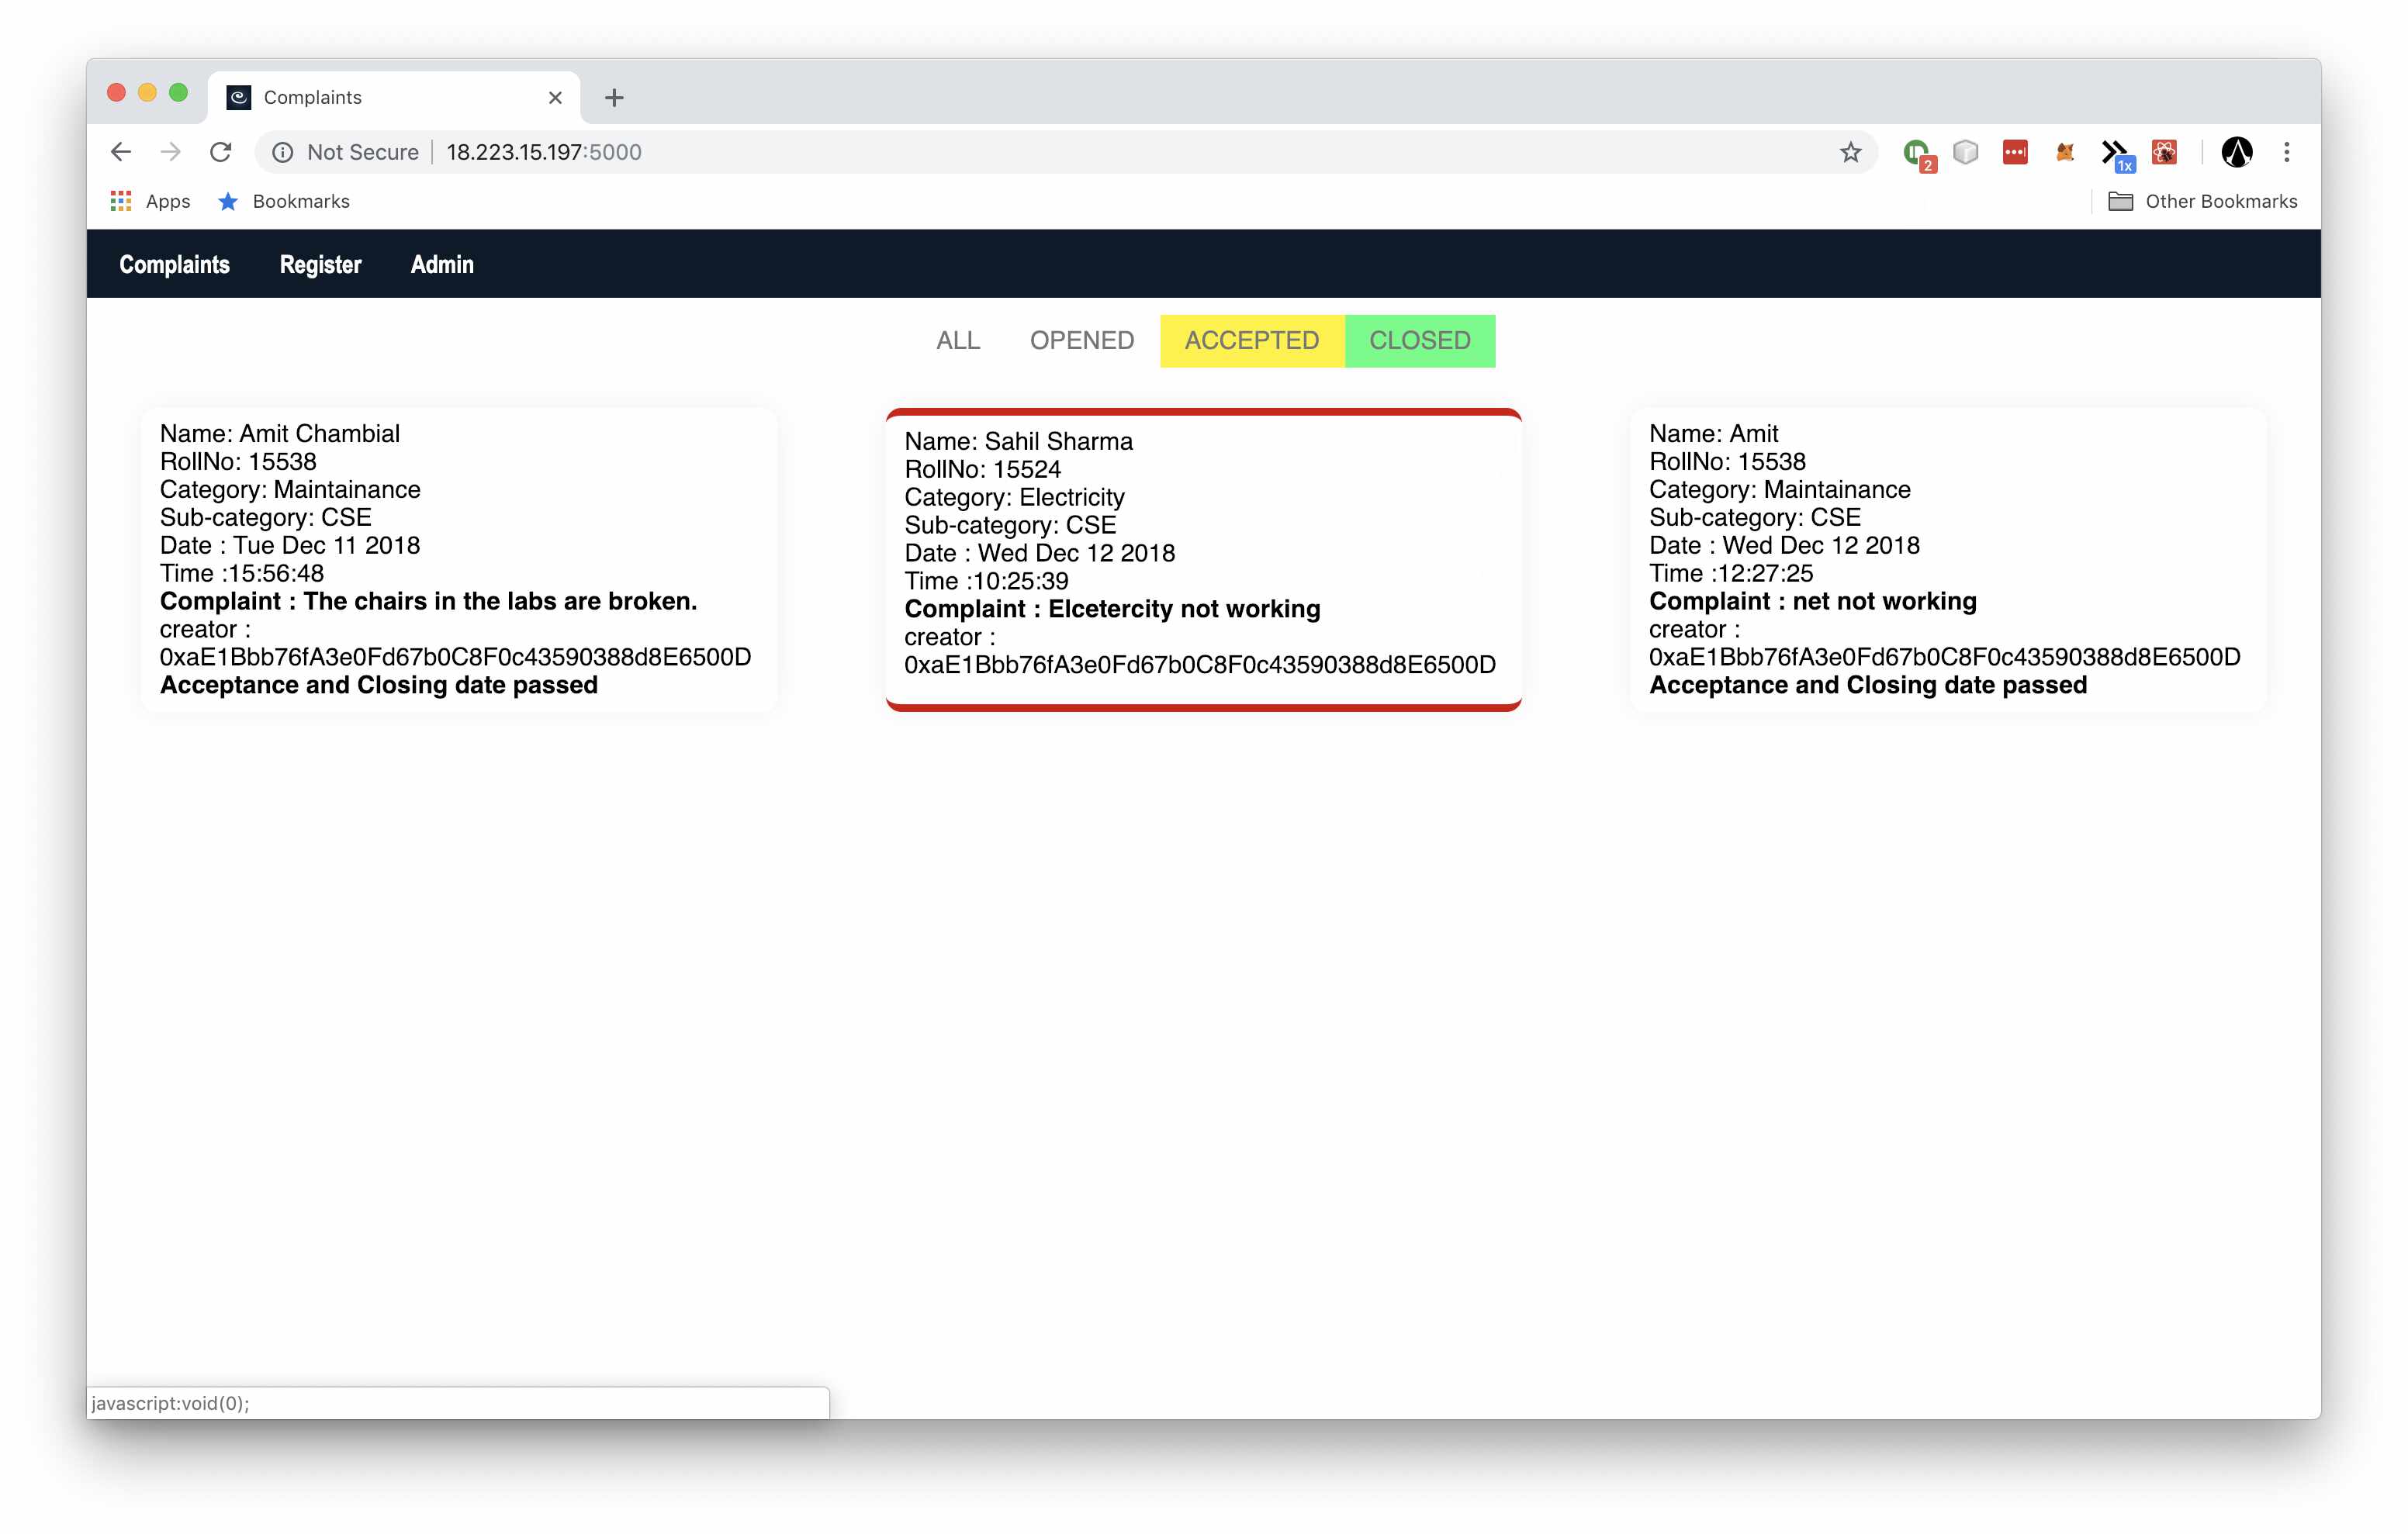 Complaints
Not Secure 18.223.15.197:5000
2
1x
Apps Bookmarks Other Bookmarks
Complaints Register Admin
ALL OPENED ACCEPTED CLOSED
Name: Amit Chambial
RollNo: 15538
Category: Maintainance
Sub-category: CSE
Date : Tue Dec 11 2018
Time :15:56:48
Complaint : The chairs in the labs are broken.
creator :
0xaE1Bbb76fA3e0Fd67b0C8F0c43590388d8E6500D
Acceptance and Closing date passed
Name: Sahil Sharma
RollNo: 15524
Category: Electricity
Sub-category: CSE
Date : Wed Dec 12 2018
Time :10:25:39
Complaint : Elcetercity not working
creator :
0xaE1Bbb76fA3e0Fd67b0C8F0c43590388d8E6500D
Name: Amit
RollNo: 15538
Category: Maintainance
Sub-category: CSE
Date : Wed Dec 12 2018
Time :12:27:25
Complaint : net not working
creator :
0xaE1Bbb76fA3e0Fd67b0C8F0c43590388d8E6500D
Acceptance and Closing date passed
javascript:void(0);